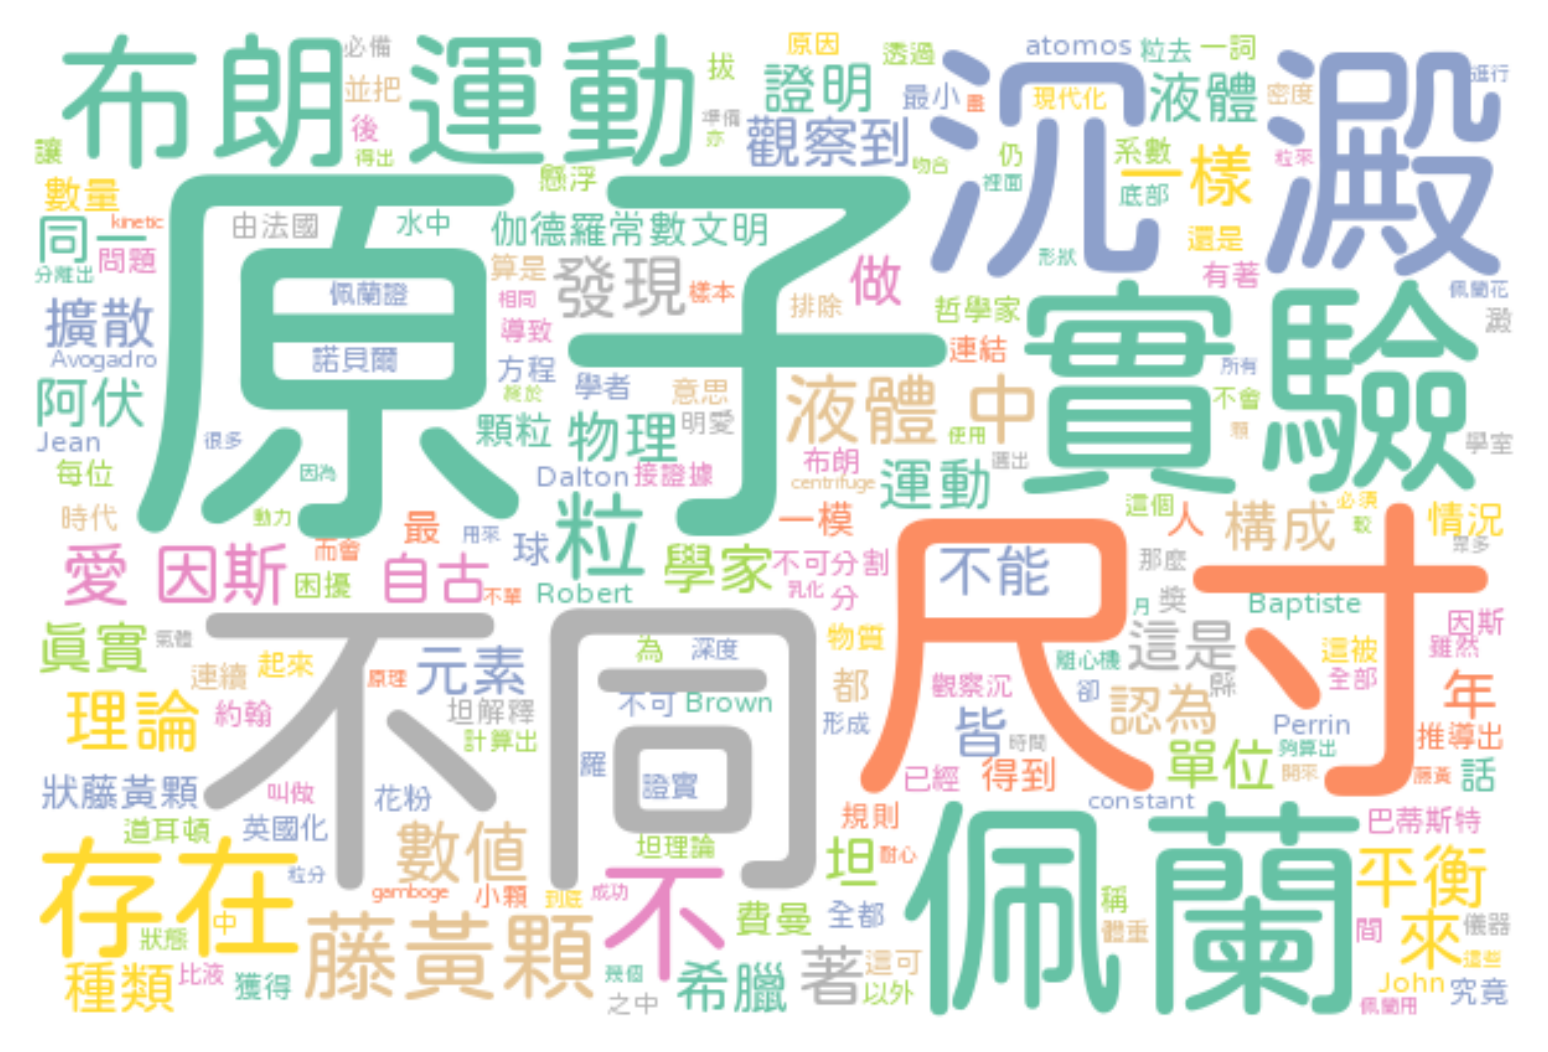 布朗運動
必備
並把
後
得出
拔
準備
亦
原因
證明
觀察到
透過
最小
畫
atomos
粒去
一詞
現代化
液體
密度
進行
沉澱
讓
數量
同一
kinetic
問題
分離出
由法國
水中
懸浮
伽德羅常數文明
吻合
仍
裡面
系數
底部
一樣
粒來
還是
形狀
有著
佩蘭花
澱
原子
擴散
Avogadro
阿伏
Jean
每位
時代
佩蘭證
諾貝爾
很多
因為
動力
算是
發現
樣本
相同
導致
方程
終於
學者
意思
明愛
顆粒
物理
Dalton
接證據
排除
做
哲學家
連結
液體中
使用
布朗
centrifuge
運動
選出
實驗
所有
不會
顆
學室
愛因斯
困擾
而會
最
用來
自古
不單
球
粒
Robert
學家
一模
不可分割
乳化
分
不能
尺寸
這個
人
構成
必須
較
情況
眾多
那麼
月
獎
Baptiste
因斯
雖然
真實
氣體
連續
起來
原理
元素
理論
約翰
坦解釋
計算出
不同
為
深度
不可
Brown
羅
證實
坦理論
物質
都
形成
觀察沉
離心機
卻
這是
縣
認為
這被
全部
年
Perrin
推導出
皆
時間
已經
得到
單位
夠算出
開來
藤黃
話
狀藤黃顆
叫做
花粉
道耳頓
英國化
數值
constant
規則
巴蒂斯特
存在
中
狀態
粒分
gamboge
小顆
到底
成功
不
坦
耐心
費曼
全都
佩蘭
稱
體重
平衡
間
來
儀器
這些
種類
比液
獲得
藤黃顆
幾個
之中
希臘
著
這可
以外
John
佩蘭用
究竟